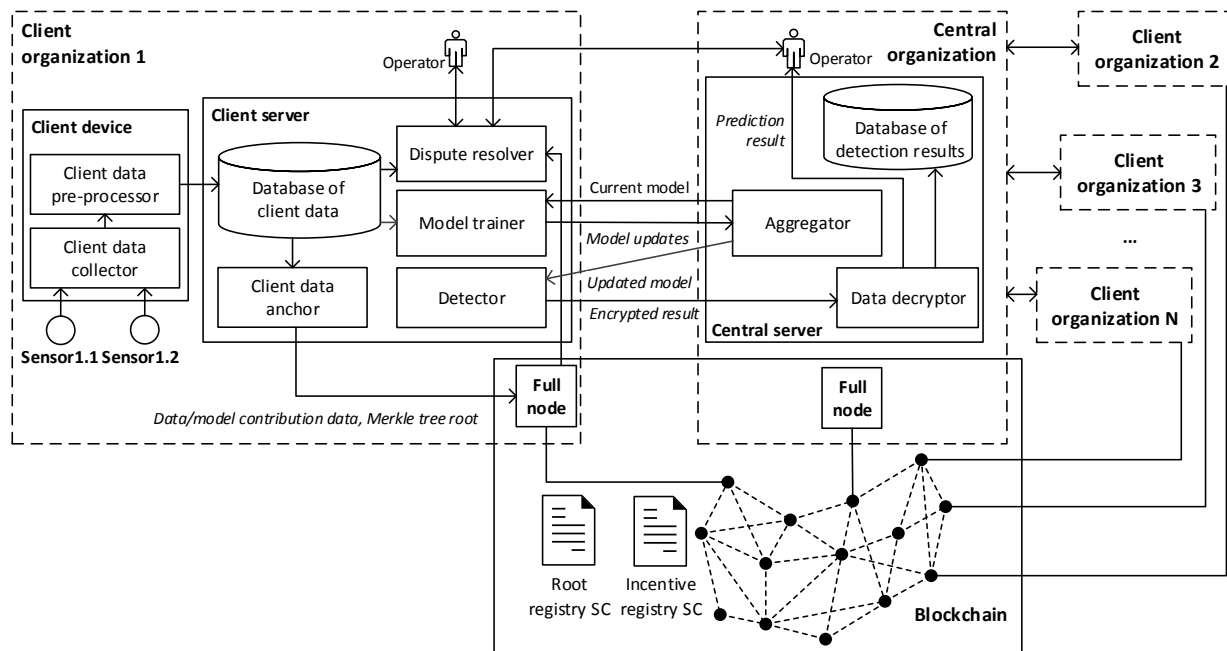 Client
organization 1
Operator
Client device
Client data
pre-processor
Client data
collector
Sensor1.1
Sensor1.2
Client server
Database of
client data
Dispute resolver
Model trainer
Client data
anchor
Detector
Full
node
Data/model contribution data, Merkle tree root
Current model
Model updates
Updated model
Encrypted result
Central
organization
Operator
Prediction
result
Database of
detection results
Aggregator
Data decryptor
Central server
Full
node
Client
organization 2
Client
organization 3
...
Client
organization N
Root
registry SC
Incentive
registry SC
Blockchain